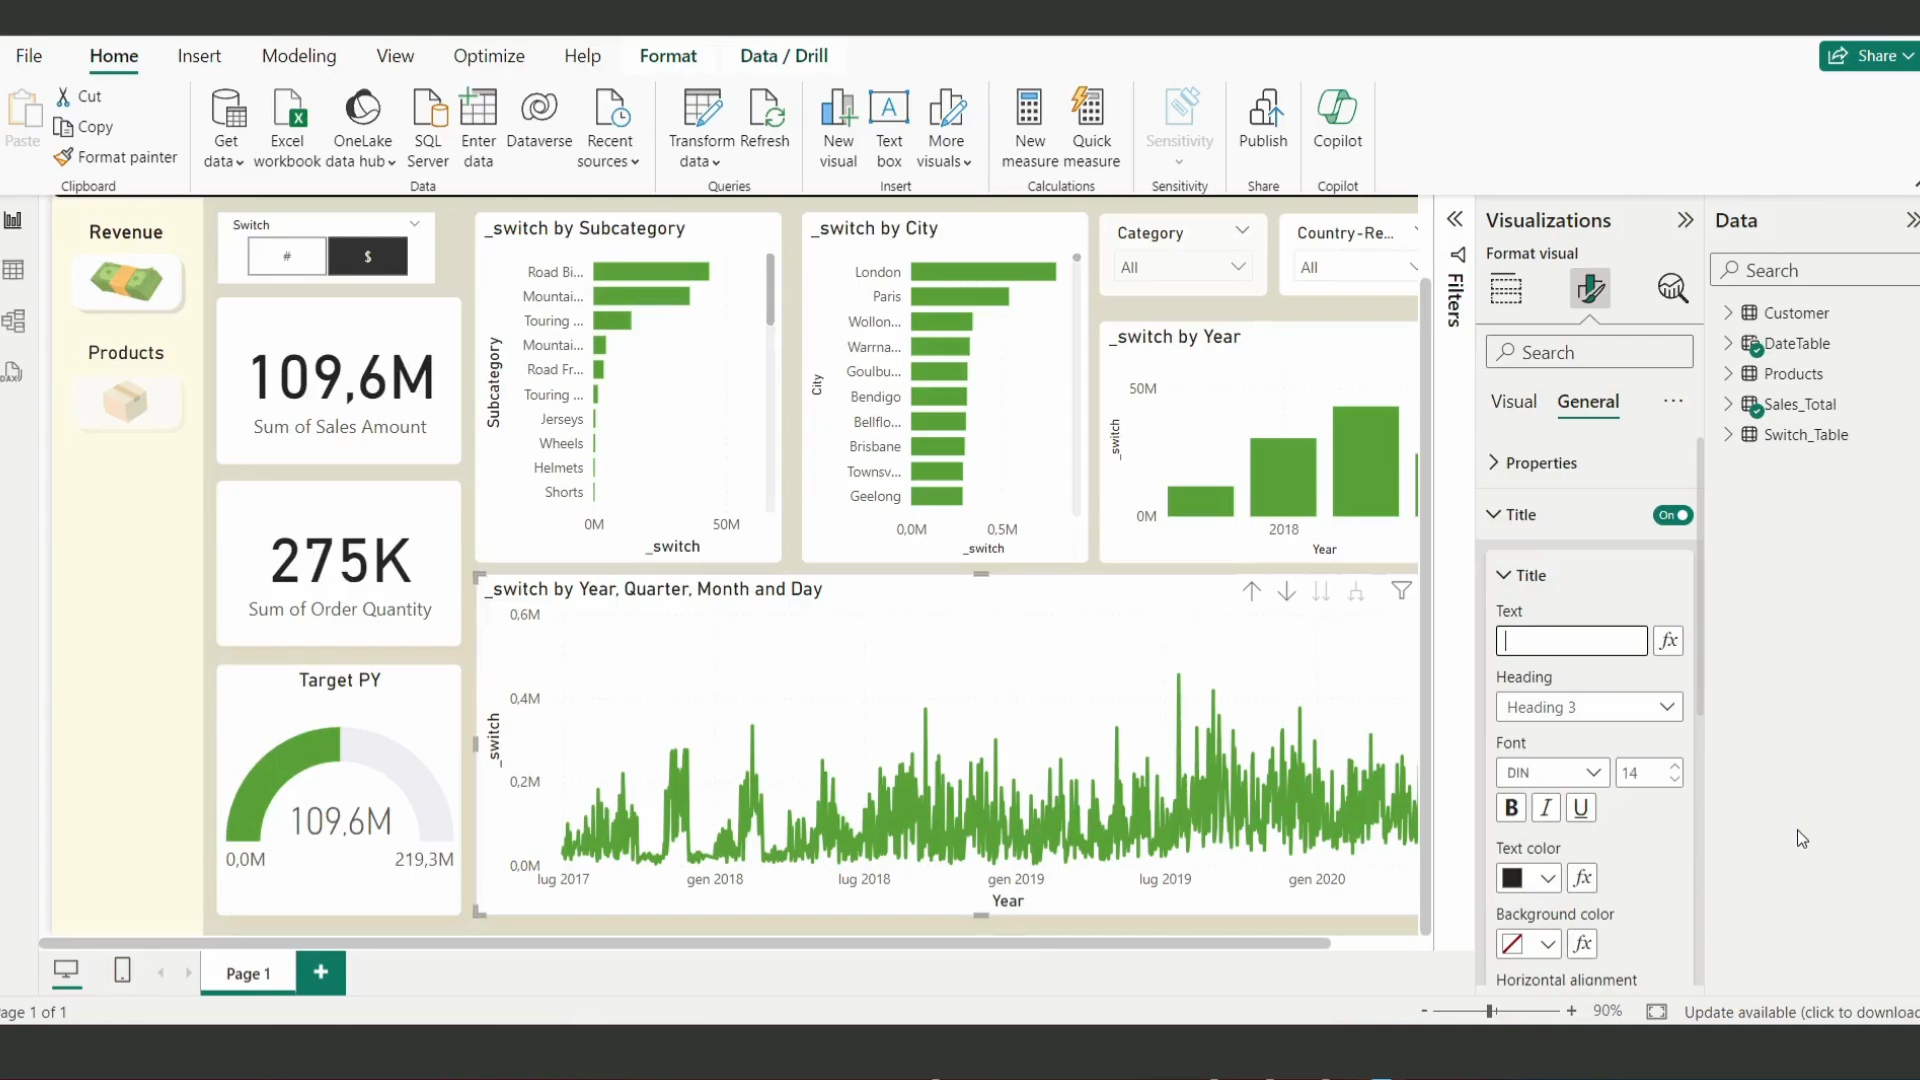 File
Home
Insert
Modeling
View
Optimize
Help
Format
Data / Drill
Share
Paste
Cut
Copy
Format painter
Clipboard
Get data
Excel workbook
OneLake data hub
SQL Server
Enter data
Dataverse
Recent sources
Data
Transform data
Refresh
Queries
New visual
Text box
More visuals
Insert
New measure
Quick measure
Calculations
Sensitivity
Sensitivity
Publish
Share
Copilot
Copilot
Revenue
Products
Switch
#
$
109,6M
Sum of Sales Amount
275K
Sum of Order Quantity
Target PY
109,6M
0,0M
219,3M
_switch by Subcategory
Subcategory
Road Bi...
Mountai...
Touring ...
Mountai...
Road Fr...
Touring ...
Jerseys
Wheels
Helmets
Shorts
0M
50M
_switch
_switch by City
City
London
Paris
Wollon...
Warrna...
Goulbu...
Bendigo
Bellflo...
Brisbane
Townsv...
Geelong
0,0M
0,5M
_switch
Category
All
Country-Re...
All
_switch by Year
_switch
50M
0M
2018
Year
_switch by Year, Quarter, Month and Day
_switch
0,6M
0,4M
0,2M
0,0M
lug 2017
gen 2018
lug 2018
gen 2019
lug 2019
gen 2020
Year
Filters
Visualizations
Format visual
Search
Visual
General
...
Properties
Title
On
Title
Text
fx
Heading
Heading 3
Font
DIN
14
B
I
U
Text color
fx
Background color
fx
Horizontal alignment
Data
Search
Customer
DateTable
Products
Sales_Total
Switch_Table
DAX
Page 1
+
age 1 of 1
-
+
90%
Update available (click to download